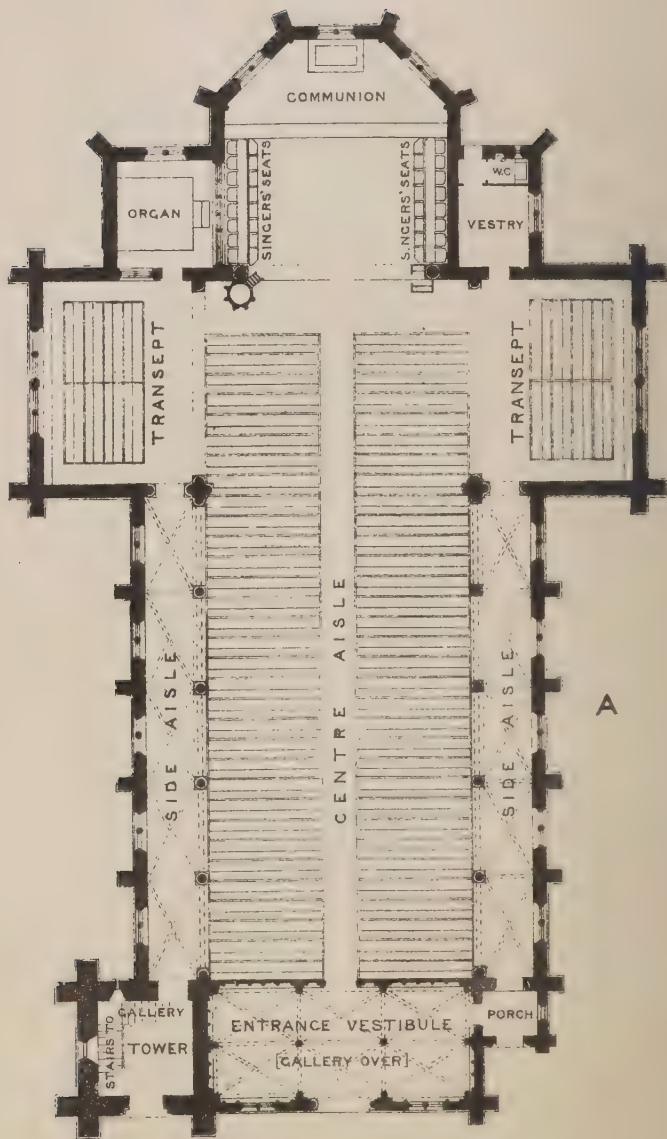 COMMUNION
SINGERS' SEATS
S.NGERS' SEATS
W.C
ORGAN
VESTRY
TRANSEPT
TRANSEPT
SIDE AISLE
CENTRE AISLE
SIDE AISLE
A
STAIRS TO
GALLERY
TOWER
ENTRANCE VESTIBULE
[GALLERY OVER]
PORCH